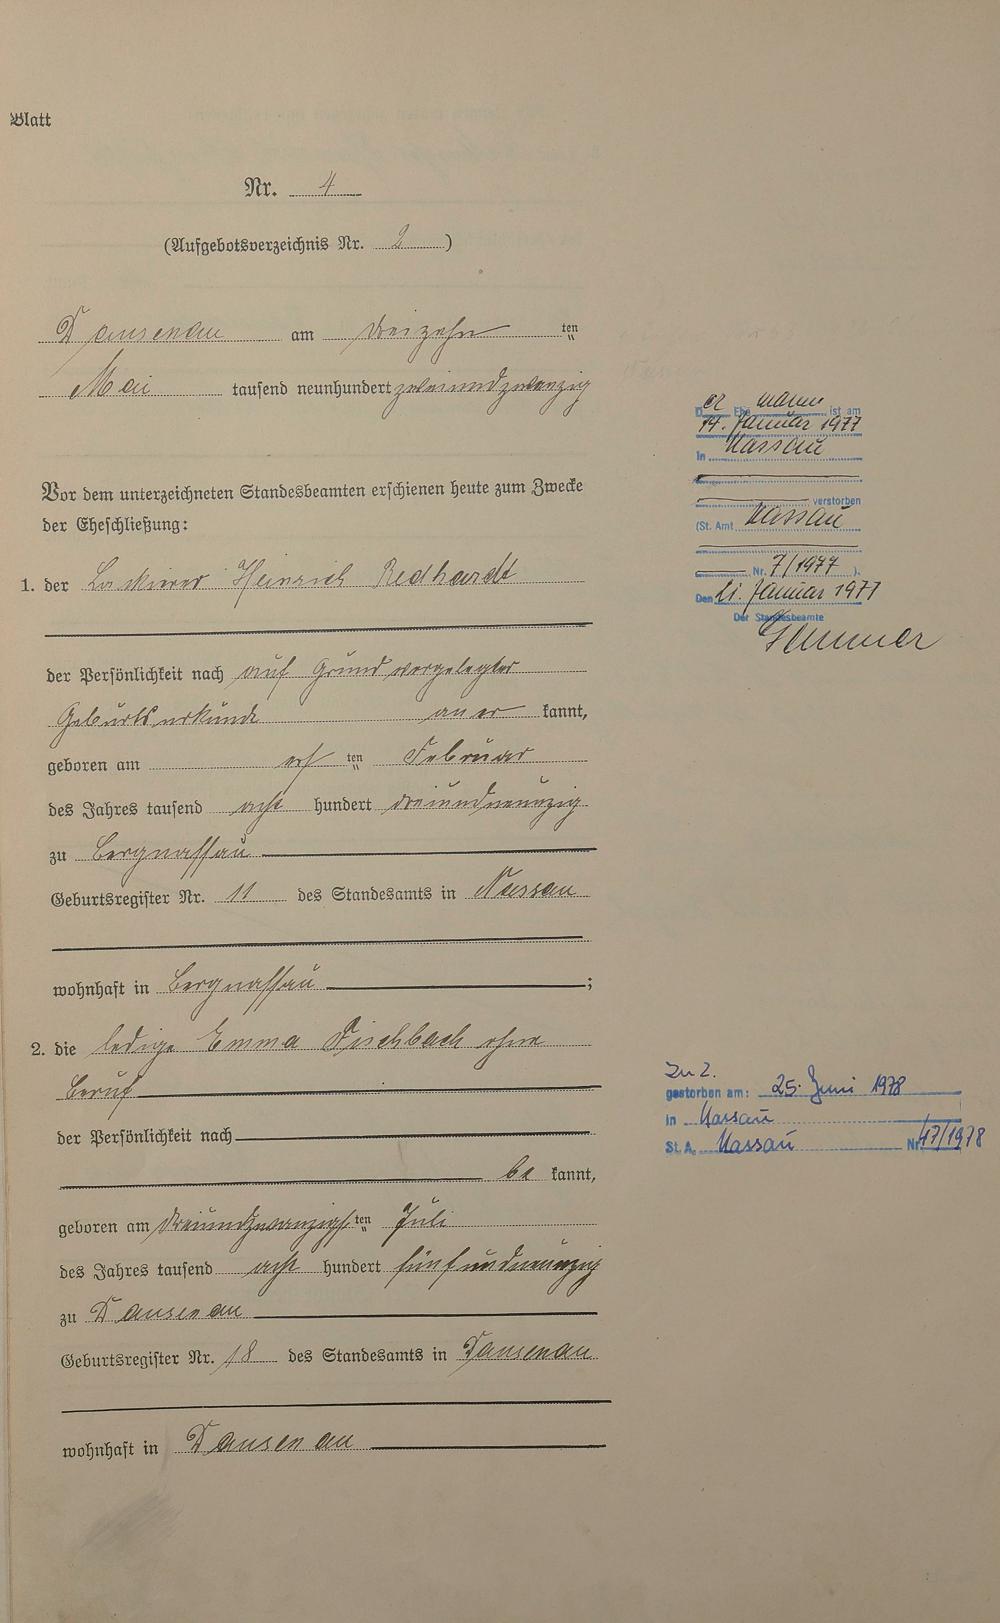 Blatt
Nr. 4
(Aufgebotsverzeichnis Nr. 2)
Dausenau am dreizehnten
Mai tausend neunhundert zweiundzwanzig
Vor dem unterzeichneten Standesbeamten erschienen heute zum Zwecke
der Eheschließung:
1. der Lackierer Heinrich Redhardt
der Persönlichkeit nach auf Grund vorgelegter
Geburtsurkunde anerkannt,
geboren am elften Februar
des Jahres tausend achthundert dreiundneunzig
zu Bergnassau
Geburtsregister Nr. 11 des Standesamts in Nassau
wohnhaft in Bergnassau;
2. die ledige Emma Fischbach ohne
Beruf
der Persönlichkeit nach
bekannt,
geboren am dreiundzwanzigsten Juli
des Jahres tausend acht hundert fünfundneunzig
zu Dausenau
Geburtsregister Nr. 18 des Standesamts in Dausenau
wohnhaft in Dausenau
Der Ehemann ist am
14. Januar 1977
in Nassau
verstorben
(St. Amt Nassau
Nr. 7/1977).
Den 21. Januar 1977
Der Standesbeamte
Zu 2.
gestorben am: 25. Juni 1978
in Nassau
St. A. Nassau Nr. 47/1978